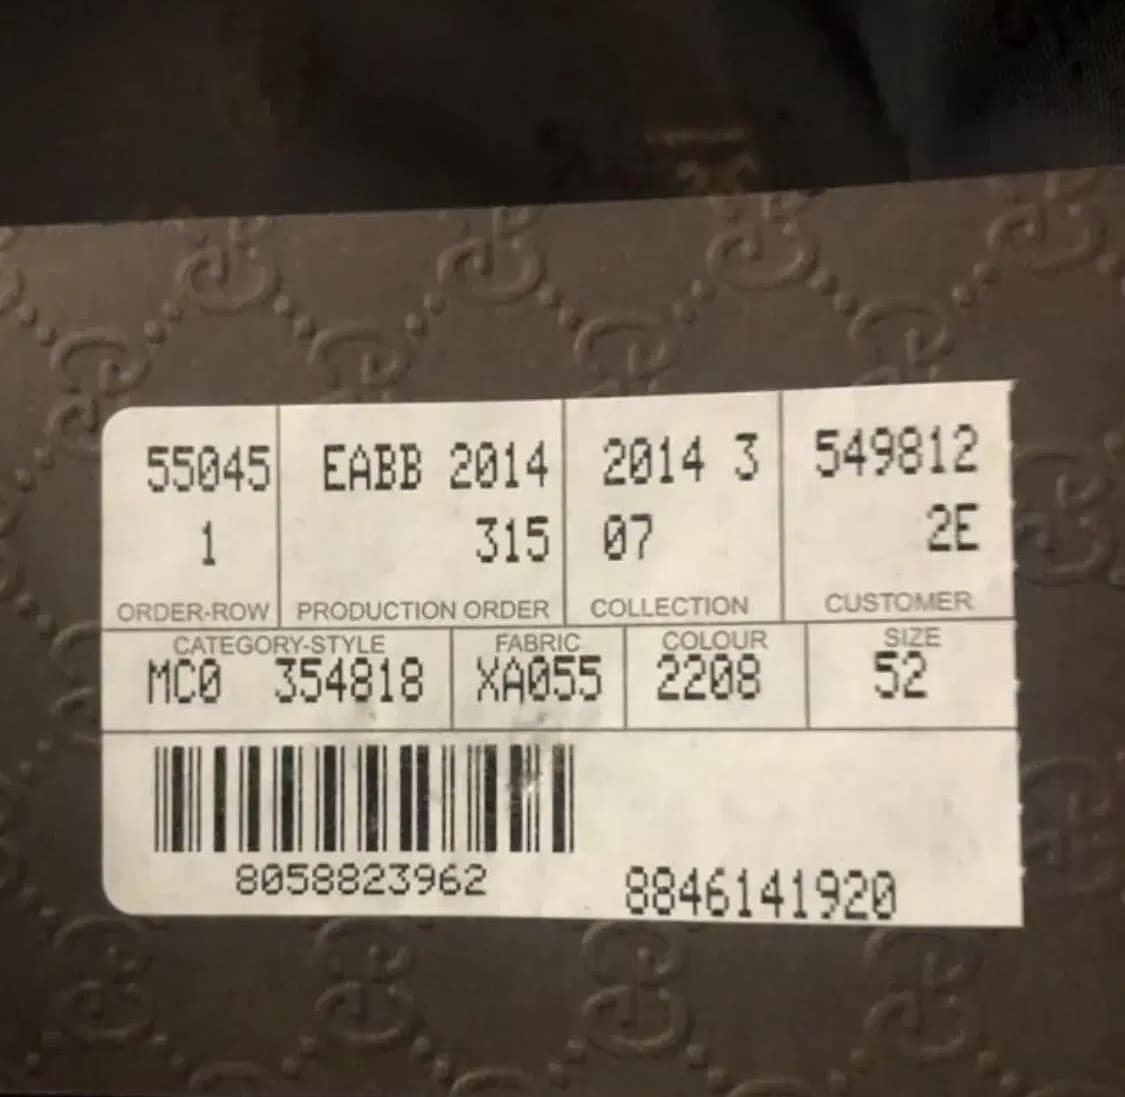 55045
1
ORDER-ROW
EABB 2014
315
PRODUCTION ORDER
2014 3
07
COLLECTION
549812
2E
CUSTOMER
CATEGORY-STYLE
MC0 354818
FABRIC
XA055
COLOUR
2208
SIZE
52
8058823962
8846141920